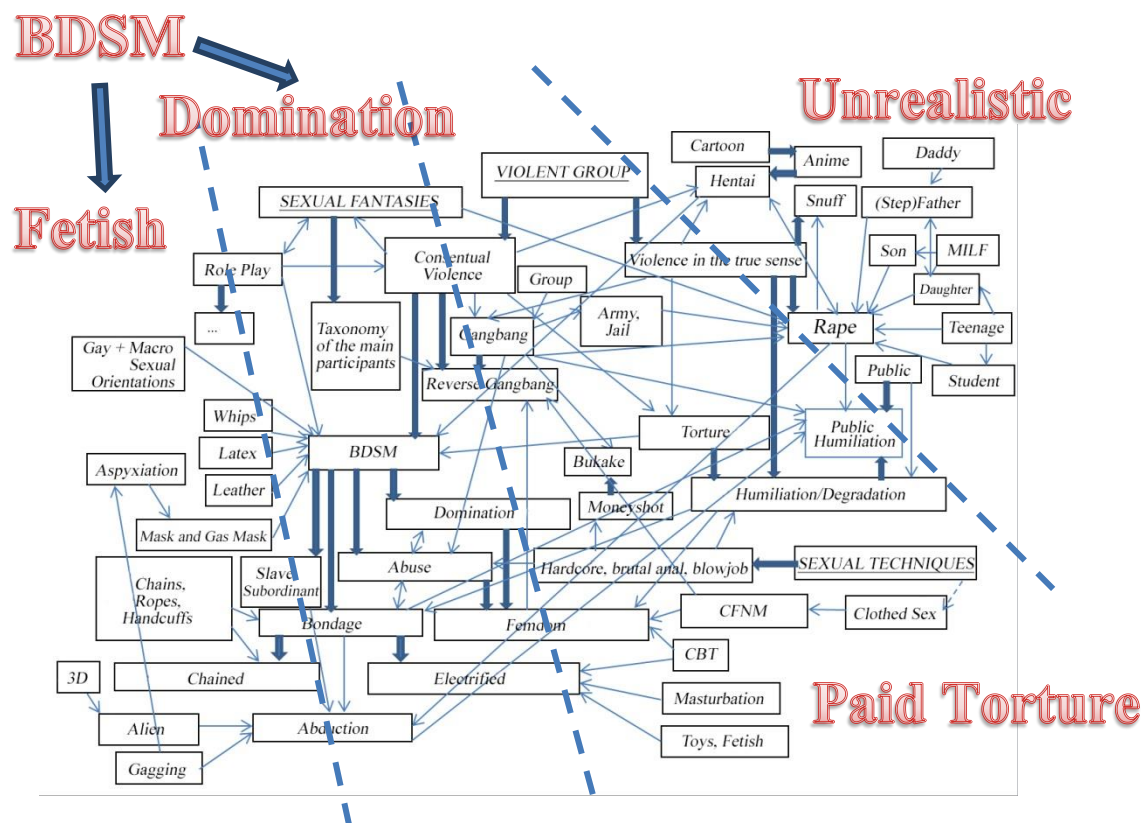 BDSM
Domination
Unrealistic
Fetish
Cartoon
Anime
Daddy
VIOLENT GROUP
Hentai
Snuff
(Step)Father
SEXUAL FANTASIES
Consentual
Violence
Violence in the true sense
Son
MILF
Role Play
Group
Daughter
...
Taxonomy
of the main
participants
Gangbang
Army,
Jail
Rape
Teenage
Gay + Macro
Sexual
Orientations
Reverse Gangbang
Public
Student
Whips
Torture
Public
Humiliation
Latex
BDSM
Bukake
Aspyxiation
Leather
Moneyshot
Humiliation/Degradation
Mask and Gas Mask
Domination
Chains,
Ropes,
Handcuffs
Slave
Subordinant
Abuse
Hardcore, brutal anal, blowjob
SEXUAL TECHNIQUES
Bondage
Femdom
CFNM
Clothed Sex
3D
Chained
Electrified
CBT
Masturbation
Paid Torture
Alien
Abduction
Toys, Fetish
Gagging